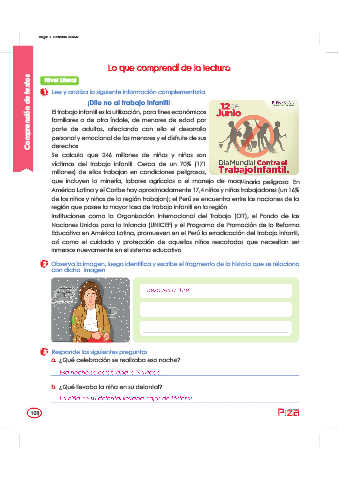 Lo que comprendí de la lectura
Comprensión de textos
Nivel Literal
1 Lee y analiza la siguiente información complementaria
¡Dile no al trabajo infantil!
El trabajo infantil es la utilización, para fines económicos
familiares o de otra índole, de menores de edad por
parte de adultos, afectando con ello el desarrollo
personal y emocional de los menores y el disfrute de sus
derechos
Se calcula que 246 millones de niños y niñas son
víctimas del trabajo infantil. Cerca de un 70% (171
millones) de ellos trabajan en condiciones peligrosas,
que incluyen la minería, labores agrícolas o el manejo de maquinaria peligrosa. En
América Latina y el Caribe hay aproximadamente 17,4 niños y niñas trabajadores (un 16%
de los niños y niñas de la región trabajan); el Perú se encuentra entre las naciones de la
región que posee la mayor tasa de trabajo infantil en la región
Instituciones como la Organización Internacional del Trabajo (OIT), el Fondo de las
Naciones Unidas para la Infancia (UNICEF) y el Programa de Promoción de la Reforma
Educativa en América Latina, promueven en el Perú la erradicación del trabajo infantil,
así como el cuidado y protección de aquellos niños rescatados que necesitan ser
inmersos nuevamente en el sistema educativo
12 DE
Junio
Día Mundial Contra el
Trabajo Infantil.
2 Observa la imagen, luego identifica y escribe el fragmento de la historia que se relaciona
con dicha imagen
3 Responde las siguientes preguntas
a. ¿Qué celebración se realizaba esa noche?
b. ¿Qué llevaba la niña en su delantal?